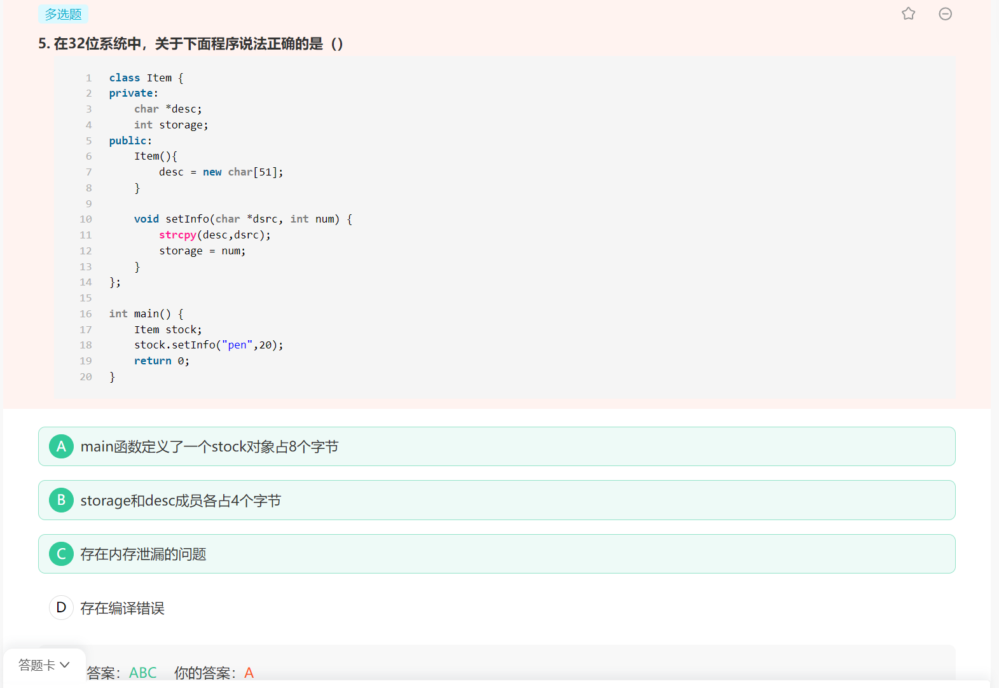 多选题
5. 在32位系统中，关于下面程序说法正确的是（）
1 class Item {
2 private:
3     char *desc;
4     int storage;
5 public:
6     Item(){
7         desc = new char[51];
8     }
9
10     void setInfo(char *dsrc, int num) {
11         strcpy(desc,dsrc);
12         storage = num;
13     }
14 };
15
16 int main() {
17     Item stock;
18     stock.setInfo("pen",20);
19     return 0;
20 }
A main函数定义了一个stock对象占8个字节
B storage和desc成员各占4个字节
C 存在内存泄漏的问题
D 存在编译错误
答题卡
答案：ABC 你的答案：A